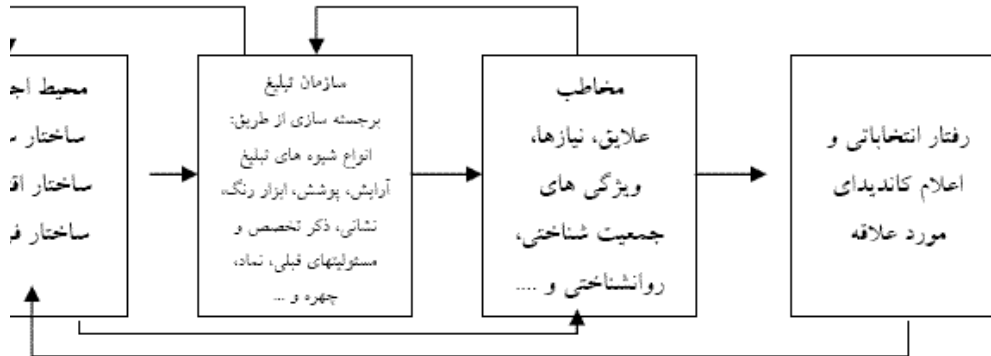 محیط
ساختار
ساختار
ساختار
سازمان تبلیغ
برجسته سازی از طریق:
انواع شیوه های تبلیغ
آرایش، پوشش، ابزار رنگ،
نشانی، ذکر تخصص و
مسئولیتهای قبلی، نماد،
چهره و ...
مخاطب
علایق، نیازها،
ویژگی های
جمعیت شناختی،
روانشناختی و ....
رفتار انتخاباتی و
اعلام کاندیدای
مورد علاقه